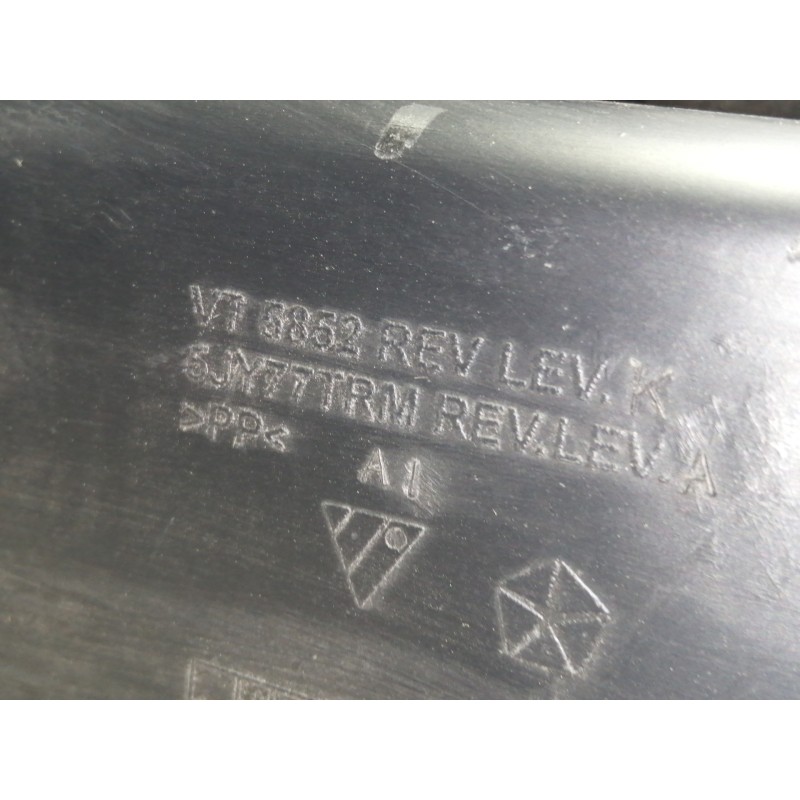 VT 3852 REV LEV. K
5JY77TRM REV.LEV.A
>PP<
A1